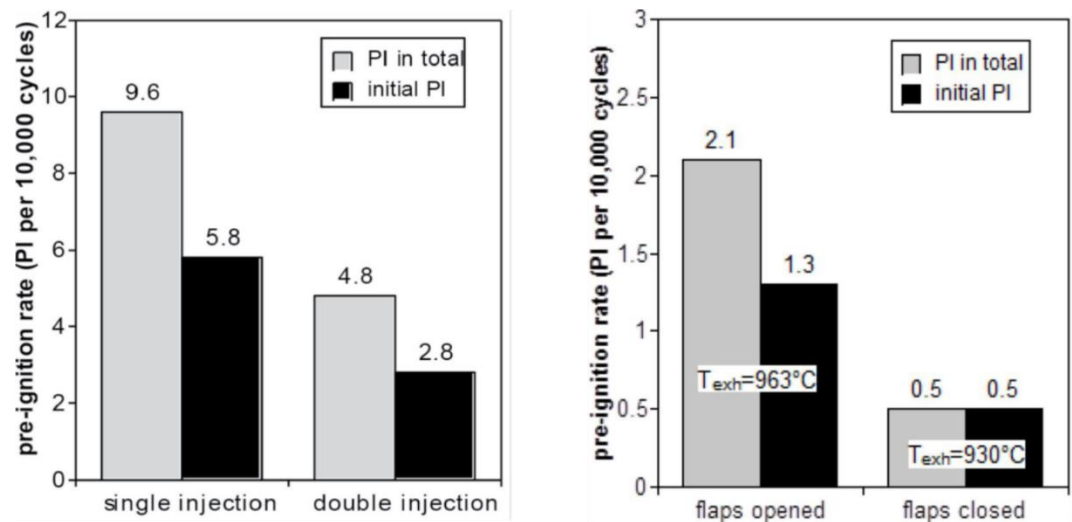 pre-ignition rate (PI per 10,000 cycles)
12
10
8
6
4
2
0
PI in total
initial PI
9.6
5.8
4.8
2.8
single injection
double injection
pre-ignition rate (PI per 10,000 cycles)
3
2.5
2
1.5
1
0.5
0
PI in total
initial PI
2.1
1.3
0.5
0.5
Texh=963°C
Texh=930°C
flaps opened
flaps closed